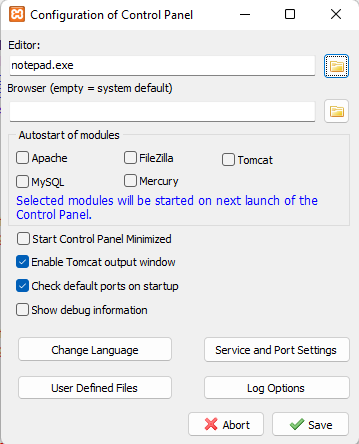 Configuration of Control Panel
Editor:
notepad.exe
Browser (empty = system default)
Autostart of modules
Apache
FileZilla
Tomcat
MySQL
Mercury
Selected modules will be started on next launch of the
Control Panel.
Start Control Panel Minimized
Enable Tomcat output window
Check default ports on startup
Show debug information
Change Language
Service and Port Settings
User Defined Files
Log Options
Abort
Save